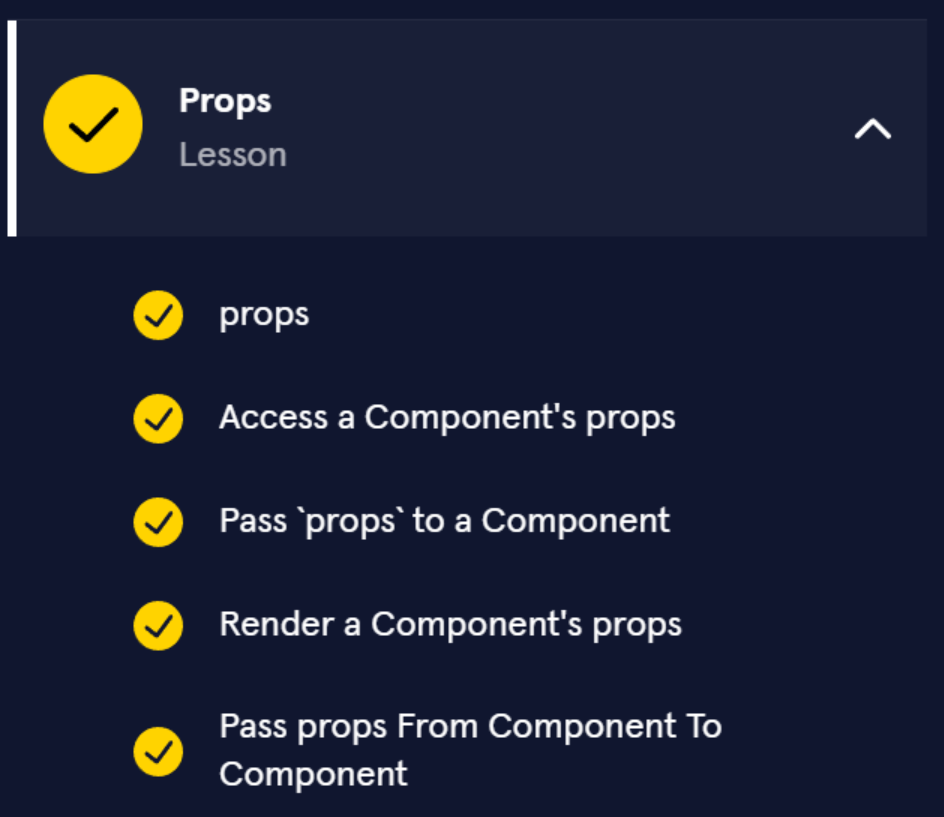 Props
Lesson
props
Access a Component's props
Pass `props` to a Component
Render a Component's props
Pass props From Component To
Component